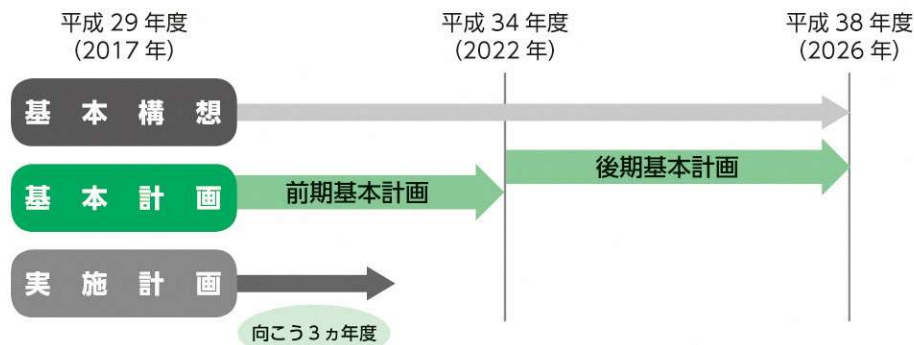 平成 29 年度
（2017 年）
平成 34 年度
（2022 年）
平成 38 年度
（2026 年）
基本構想
基本計画
前期基本計画
後期基本計画
実施計画
向こう3ヵ年度